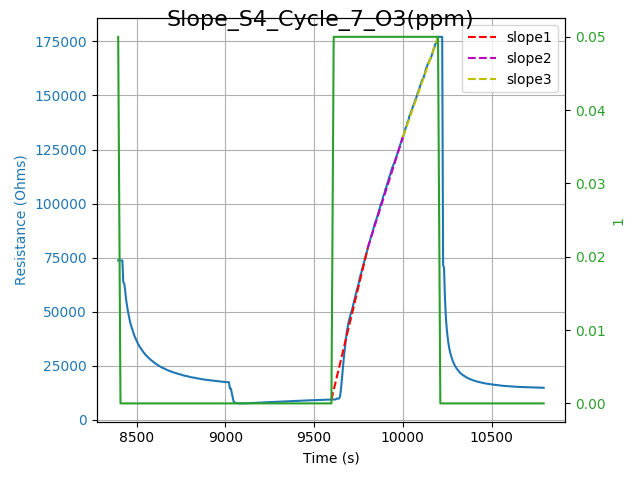 Slope_S4_Cycle_7_O3(ppm)
slope1
slope2
slope3
175000
150000
125000
100000
75000
50000
25000
0
Resistance (Ohms)
0.05
0.04
0.03
0.02
0.01
0.00
1
8500 9000 9500 10000 10500
Time (s)